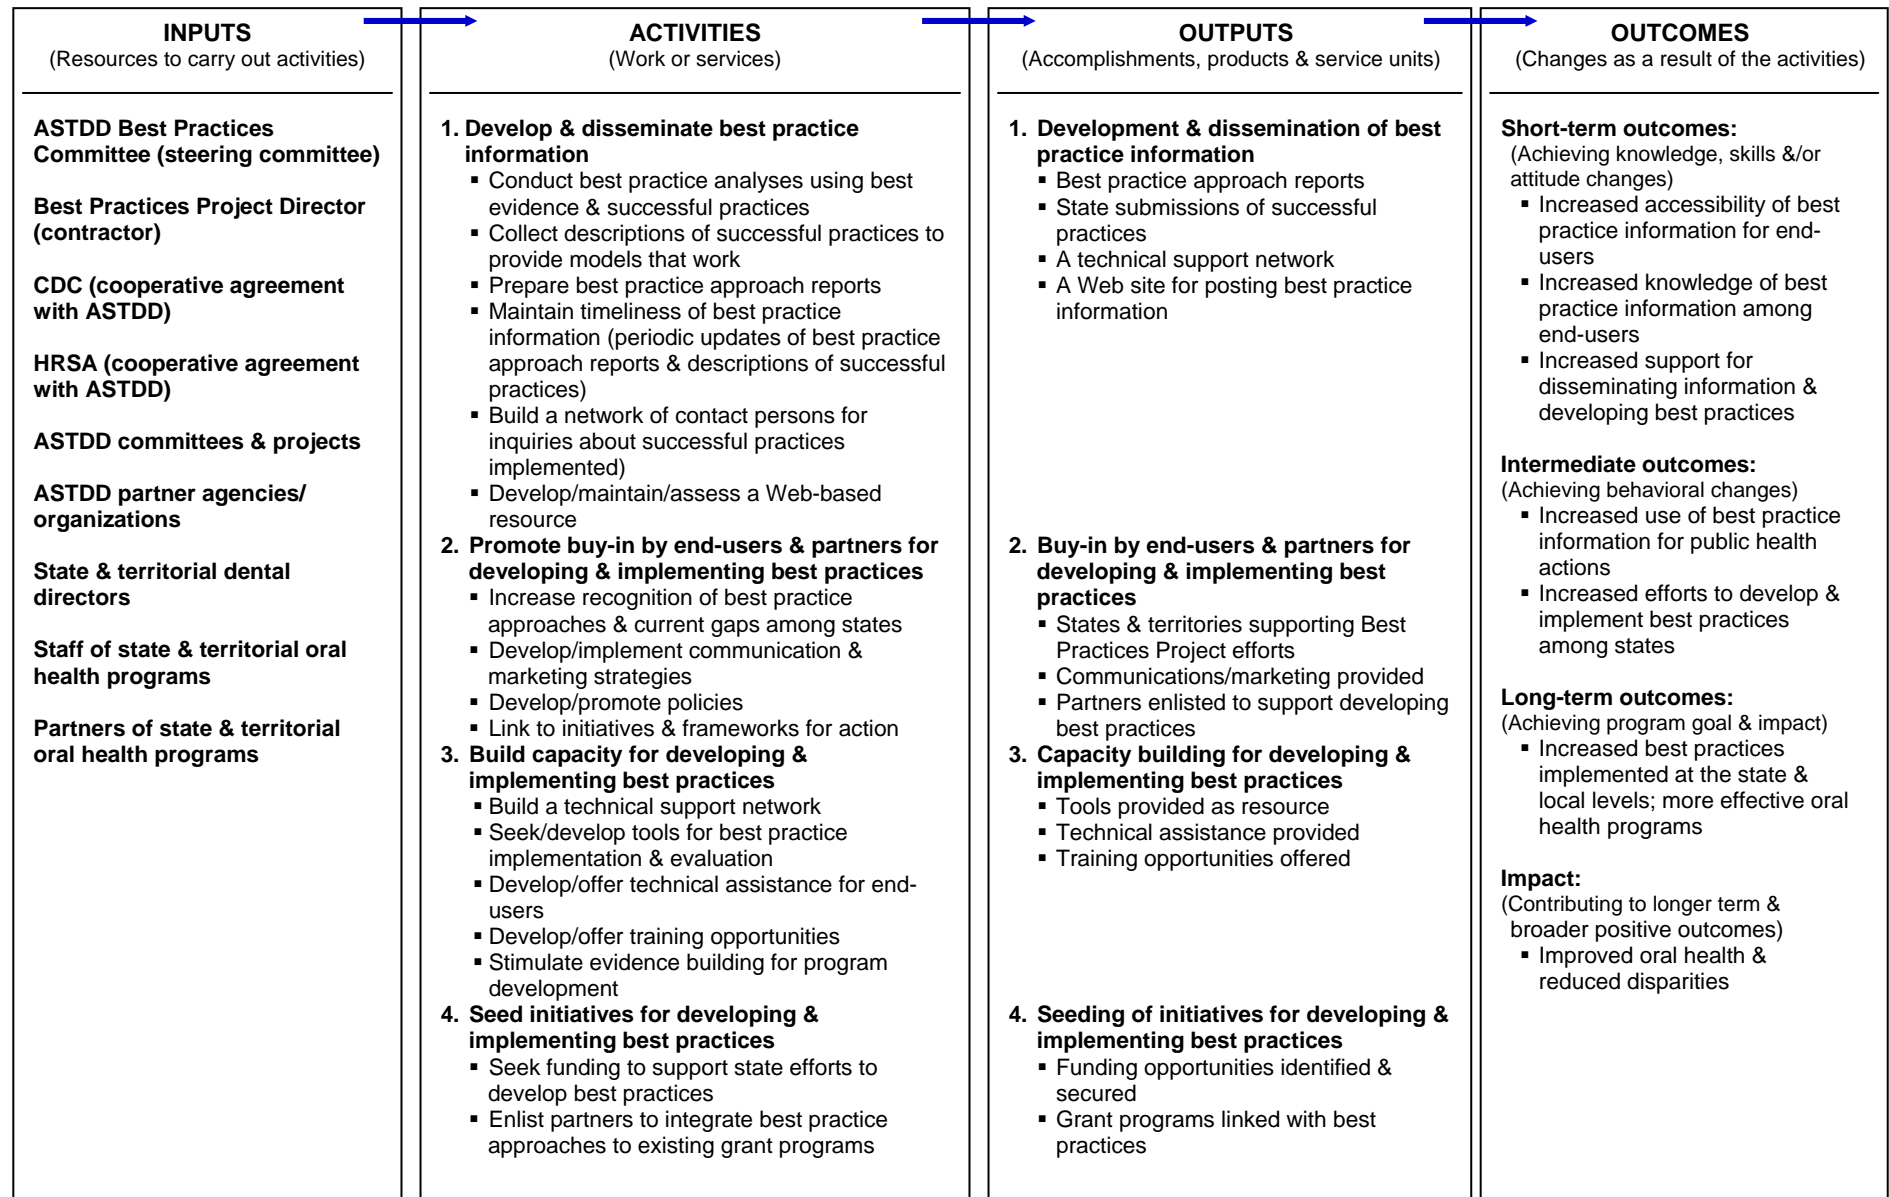 INPUTS
(Resources to carry out activities)
ASTDD Best Practices
Committee (steering committee)
Best Practices Project Director
(contractor)
CDC (cooperative agreement
with ASTDD)
HRSA (cooperative agreement
with ASTDD)
ASTDD committees & projects
ASTDD partner agencies/
organizations
State & territorial dental
directors
Staff of state & territorial oral
health programs
Partners of state & territorial
oral health programs
ACTIVITIES
(Work or services)
1. Develop & disseminate best practice
information
▪ Conduct best practice analyses using best
evidence & successful practices
▪ Collect descriptions of successful practices to
provide models that work
▪ Prepare best practice approach reports
▪ Maintain timeliness of best practice
information (periodic updates of best practice
approach reports & descriptions of successful
practices)
▪ Build a network of contact persons for
inquiries about successful practices
implemented)
▪ Develop/maintain/assess a Web-based
resource
2. Promote buy-in by end-users & partners for
developing & implementing best practices
▪ Increase recognition of best practice
approaches & current gaps among states
▪ Develop/implement communication &
marketing strategies
▪ Develop/promote policies
▪ Link to initiatives & frameworks for action
3. Build capacity for developing &
implementing best practices
▪ Build a technical support network
▪ Seek/develop tools for best practice
implementation & evaluation
▪ Develop/offer technical assistance for end-
users
▪ Develop/offer training opportunities
▪ Stimulate evidence building for program
development
4. Seed initiatives for developing &
implementing best practices
▪ Seek funding to support state efforts to
develop best practices
▪ Enlist partners to integrate best practice
approaches to existing grant programs
OUTPUTS
(Accomplishments, products & service units)
1. Development & dissemination of best
practice information
▪ Best practice approach reports
▪ State submissions of successful
practices
▪ A technical support network
▪ A Web site for posting best practice
information
2. Buy-in by end-users & partners for
developing & implementing best
practices
▪ States & territories supporting Best
Practices Project efforts
▪ Communications/marketing provided
▪ Partners enlisted to support developing
best practices
3. Capacity building for developing &
implementing best practices
▪ Tools provided as resource
▪ Technical assistance provided
▪ Training opportunities offered
4. Seeding of initiatives for developing &
implementing best practices
▪ Funding opportunities identified &
secured
▪ Grant programs linked with best
practices
OUTCOMES
(Changes as a result of the activities)
Short-term outcomes:
(Achieving knowledge, skills &/or
attitude changes)
▪ Increased accessibility of best
practice information for end-
users
▪ Increased knowledge of best
practice information among
end-users
▪ Increased support for
disseminating information &
developing best practices
Intermediate outcomes:
(Achieving behavioral changes)
▪ Increased use of best practice
information for public health
actions
▪ Increased efforts to develop &
implement best practices
among states
Long-term outcomes:
(Achieving program goal & impact)
▪ Increased best practices
implemented at the state &
local levels; more effective oral
health programs
Impact:
(Contributing to longer term &
broader positive outcomes)
▪ Improved oral health &
reduced disparities